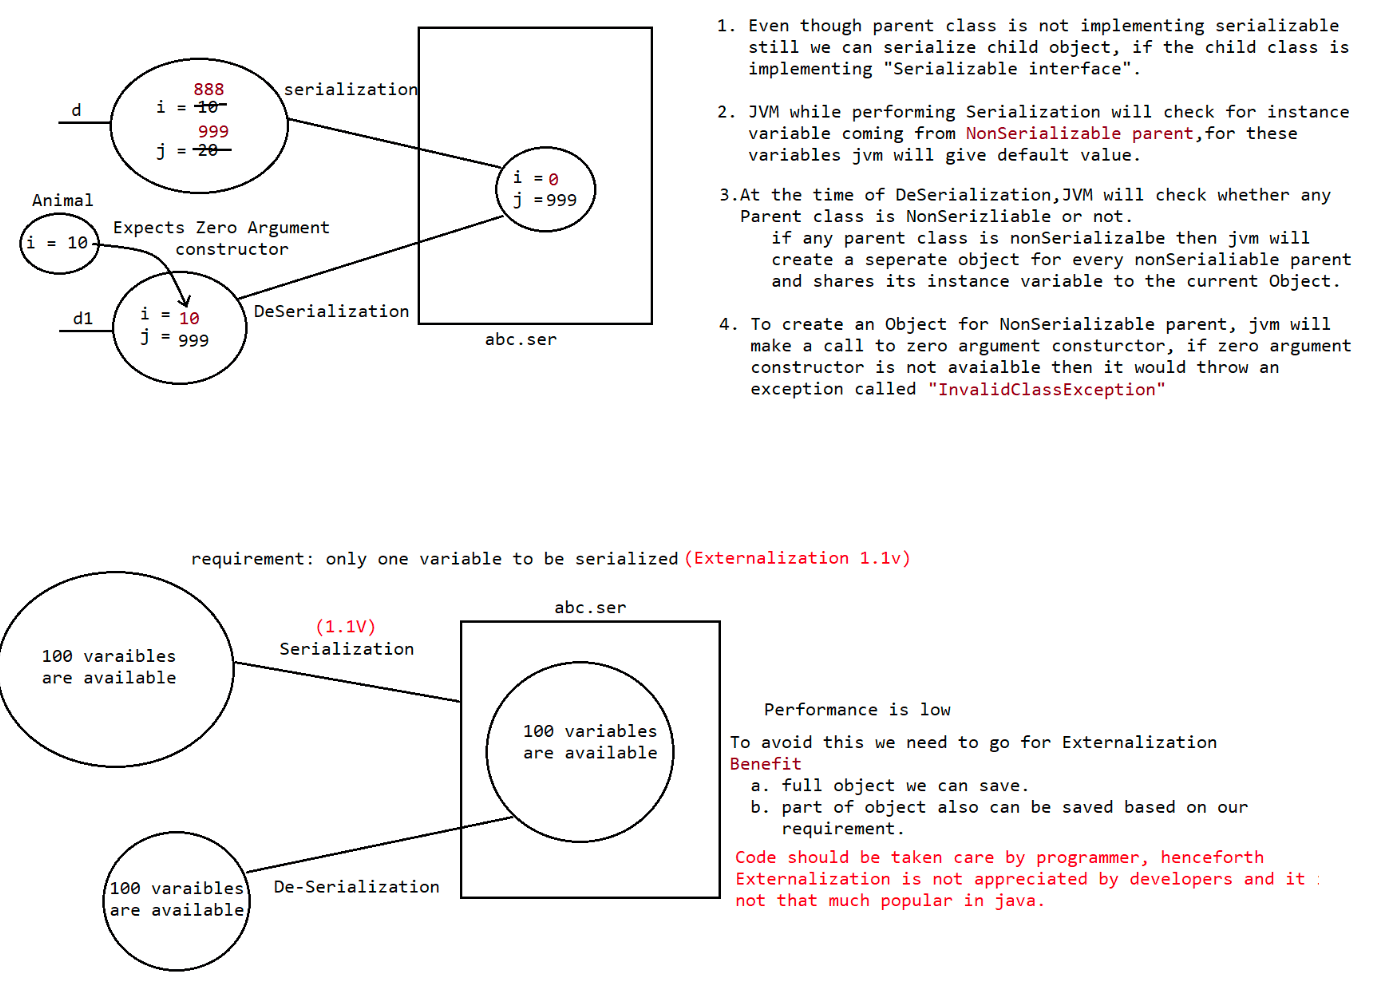 888
i = 10
999
j = 20
d
serialization
i = 0
j =999
abc.ser
Animal
i = 10
Expects Zero Argument
constructor
d1
i = 10
j = 999
DeSerialization
1. Even though parent class is not implementing serializable
still we can serialize child object, if the child class is
implementing "Serializable interface".
2. JVM while performing Serialization will check for instance
variable coming from NonSerializable parent,for these
variables jvm will give default value.
3.At the time of DeSerialization,JVM will check whether any
Parent class is NonSerizliable or not.
if any parent class is nonSerializalbe then jvm will
create a seperate object for every nonSerialiable parent
and shares its instance variable to the current Object.
4. To create an Object for NonSerializable parent, jvm will
make a call to zero argument consturctor, if zero argument
constructor is not avaialble then it would throw an
exception called "InvalidClassException"
requirement: only one variable to be serialized (Externalization 1.1v)
100 varaibles
are available
(1.1V)
Serialization
abc.ser
100 variables
are available
100 varaibles
are available
De-Serialization
Performance is low
To avoid this we need to go for Externalization
Benefit
a. full object we can save.
b. part of object also can be saved based on our
requirement.
Code should be taken care by programmer, henceforth
Externalization is not appreciated by developers and it
not that much popular in java.